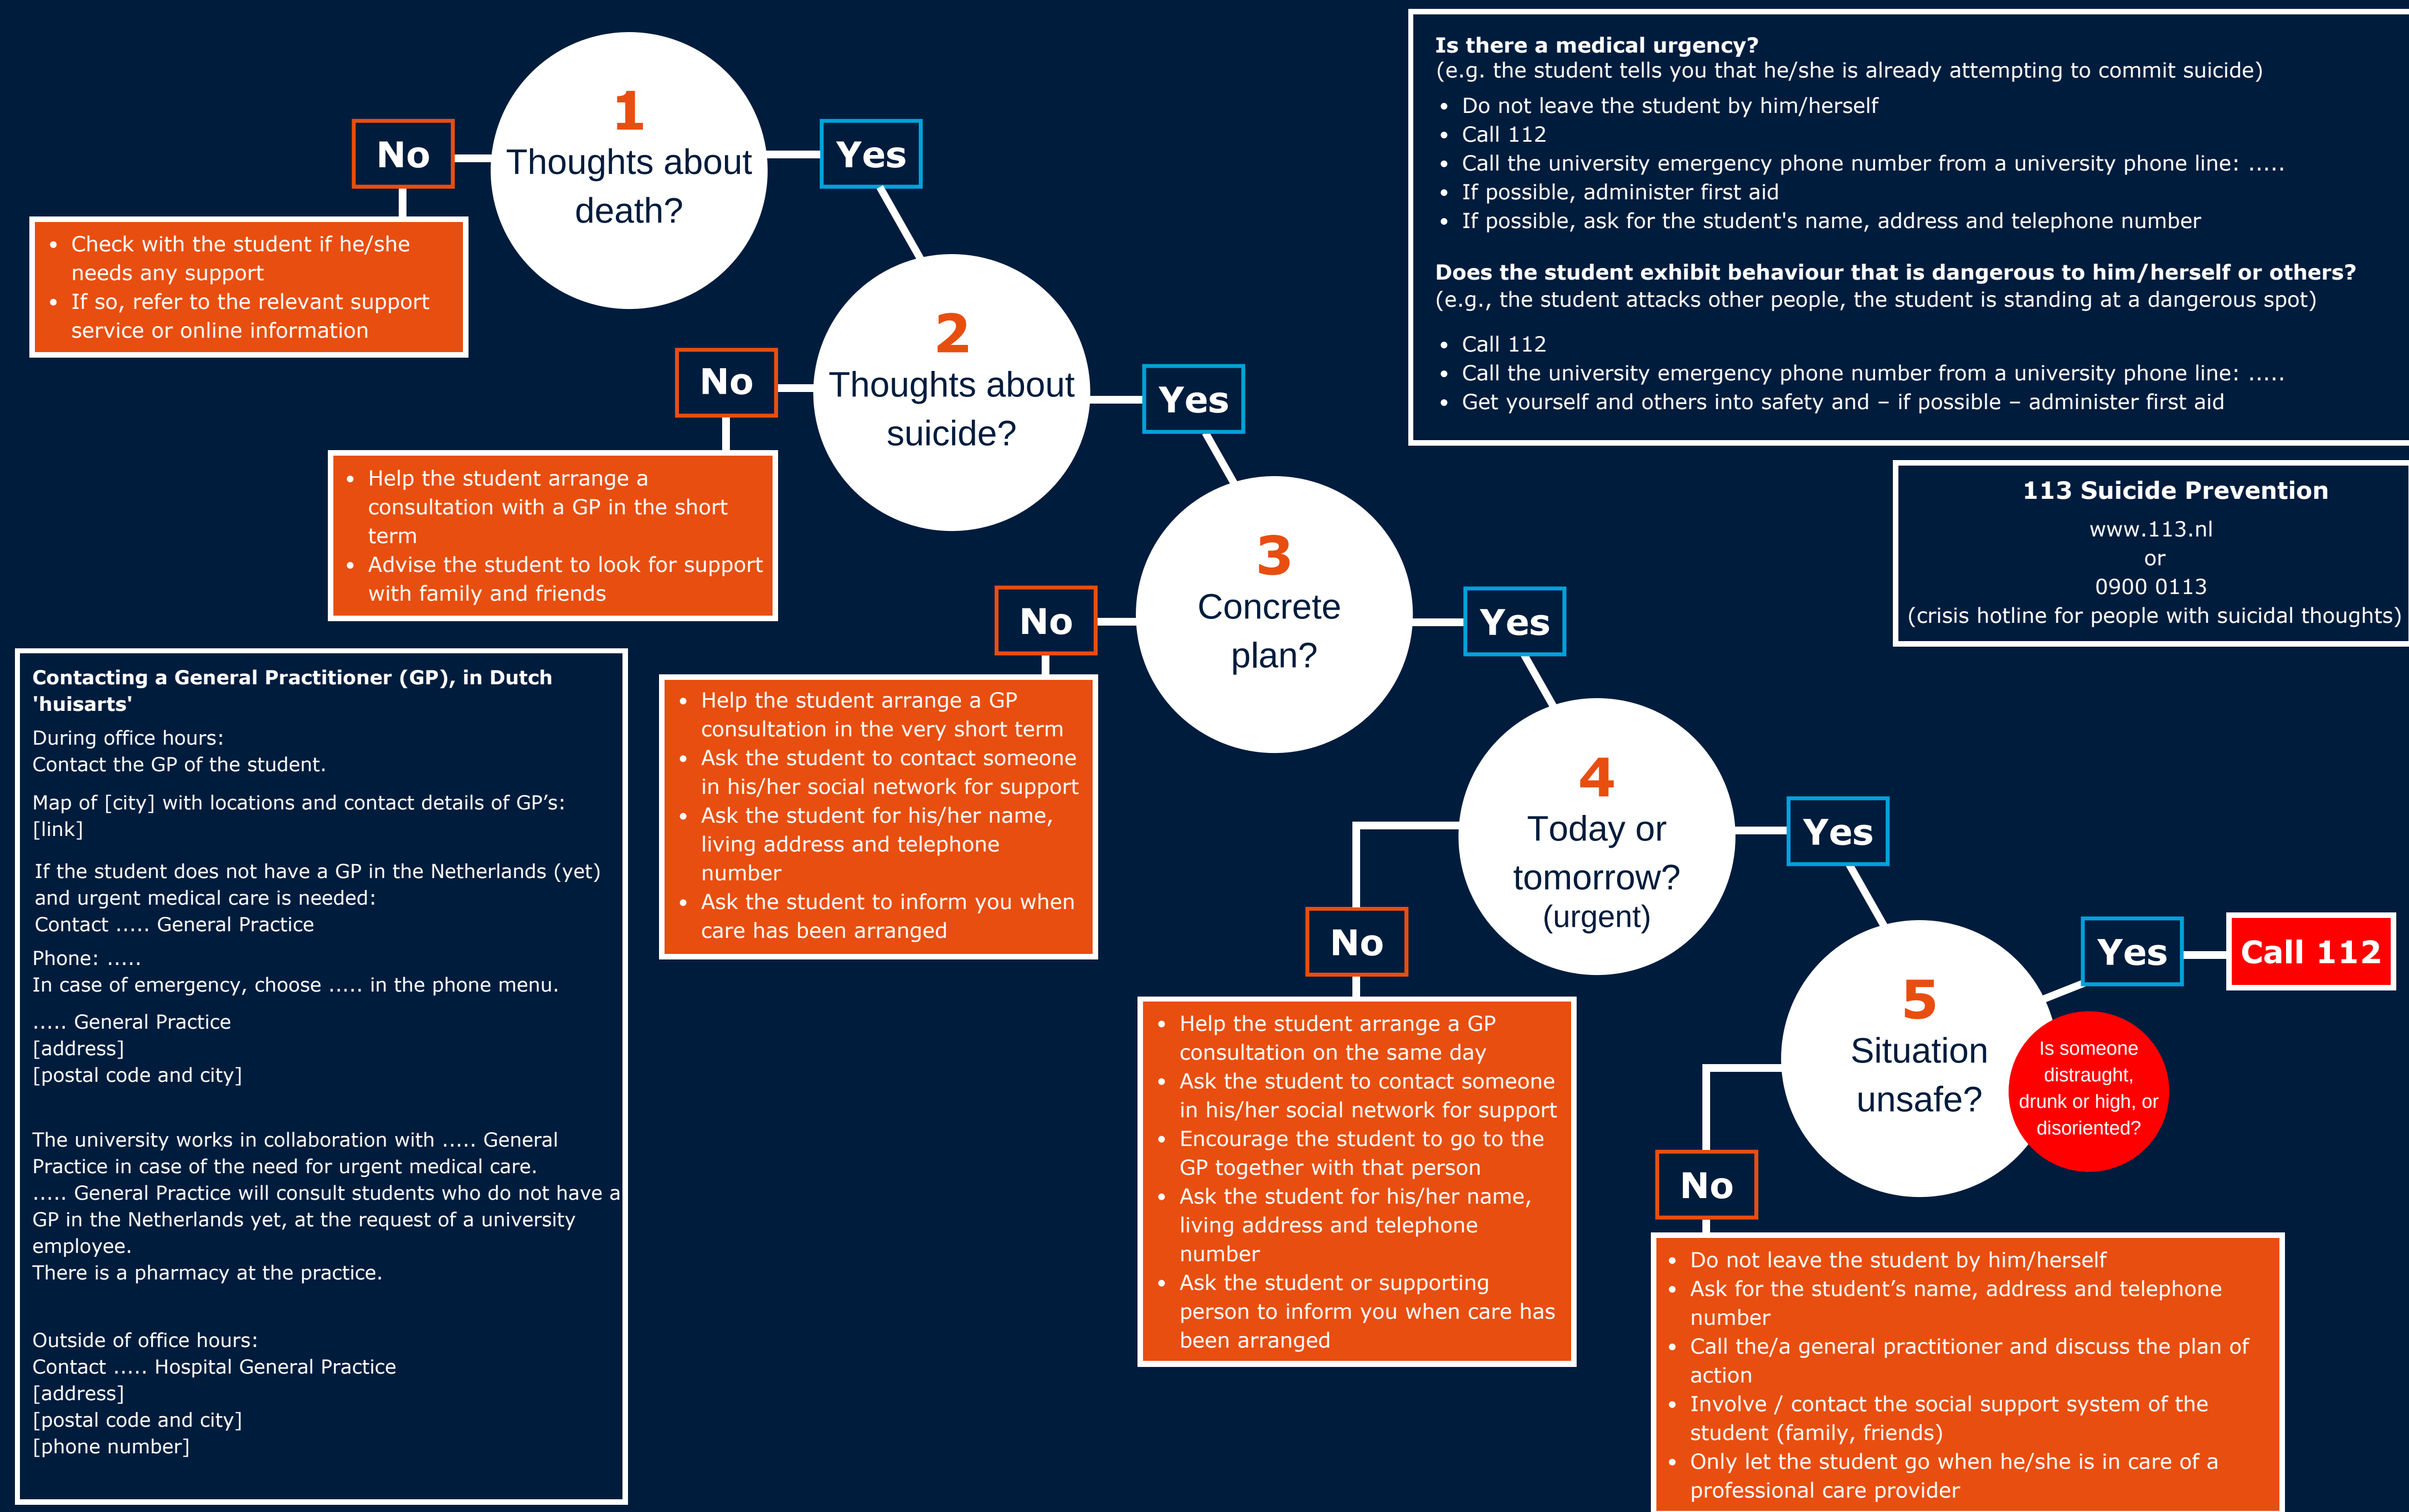 1
Thoughts about
death?
No
Yes
• Check with the student if he/she
needs any support
• If so, refer to the relevant support
service or online information
2
Thoughts about
suicide?
No
Yes
• Help the student arrange a
consultation with a GP in the short
term
• Advise the student to look for support
with family and friends
3
Concrete
plan?
No
Yes
• Help the student arrange a GP
consultation in the very short term
• Ask the student to contact someone
in his/her social network for support
• Ask the student for his/her name,
living address and telephone
number
• Ask the student to inform you when
care has been arranged
4
Today or
tomorrow?
(urgent)
No
Yes
• Help the student arrange a GP
consultation on the same day
• Ask the student to contact someone
in his/her social network for support
• Encourage the student to go to the
GP together with that person
• Ask the student for his/her name,
living address and telephone
number
• Ask the student or supporting
person to inform you when care has
been arranged
5
Situation
unsafe?
Is someone
distraught,
drunk or high, or
disoriented?
Yes
Call 112
No
• Do not leave the student by him/herself
• Ask for the student’s name, address and telephone
number
• Call the/a general practitioner and discuss the plan of
action
• Involve / contact the social support system of the
student (family, friends)
• Only let the student go when he/she is in care of a
professional care provider
Is there a medical urgency?
(e.g. the student tells you that he/she is already attempting to commit suicide)
• Do not leave the student by him/herself
• Call 112
• Call the university emergency phone number from a university phone line: .....
• If possible, administer first aid
• If possible, ask for the student's name, address and telephone number
Does the student exhibit behaviour that is dangerous to him/herself or others?
(e.g., the student attacks other people, the student is standing at a dangerous spot)
• Call 112
• Call the university emergency phone number from a university phone line: .....
• Get yourself and others into safety and – if possible – administer first aid
113 Suicide Prevention
www.113.nl
or
0900 0113
(crisis hotline for people with suicidal thoughts)
Contacting a General Practitioner (GP), in Dutch
'huisarts'
During office hours:
Contact the GP of the student.
Map of [city] with locations and contact details of GP’s:
[link]
If the student does not have a GP in the Netherlands (yet)
and urgent medical care is needed:
Contact ..... General Practice
Phone: .....
In case of emergency, choose ..... in the phone menu.
..... General Practice
[address]
[postal code and city]
The university works in collaboration with ..... General
Practice in case of the need for urgent medical care.
..... General Practice will consult students who do not have a
GP in the Netherlands yet, at the request of a university
employee.
There is a pharmacy at the practice.
Outside of office hours:
Contact ..... Hospital General Practice
[address]
[postal code and city]
[phone number]